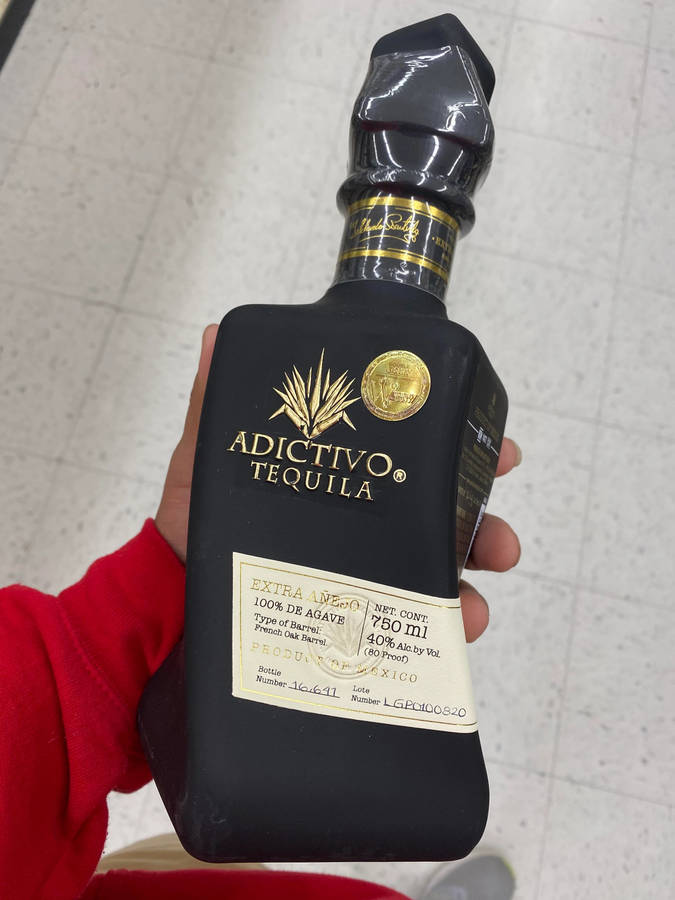 ADICTIVO®
TEQUILA
EXTRA AÑEJO
100% DE AGAVE
Type of Barrel:
French Oak Barrel
NET. CONT.
750 ml
40% Alc. by Vol.
(80 Proof)
PRODUCT DE MEXICO
Bottle
Number 16,641
Lote
Number LGP0100820